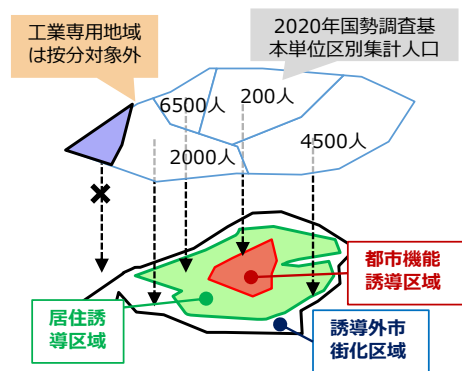 工業専用地域
は按分対象外
2020年国勢調査基
本単位区別集計人口
6500人
200人
2000人
4500人
都市機能
誘導区域
居住誘
導区域
誘導外市
街化区域